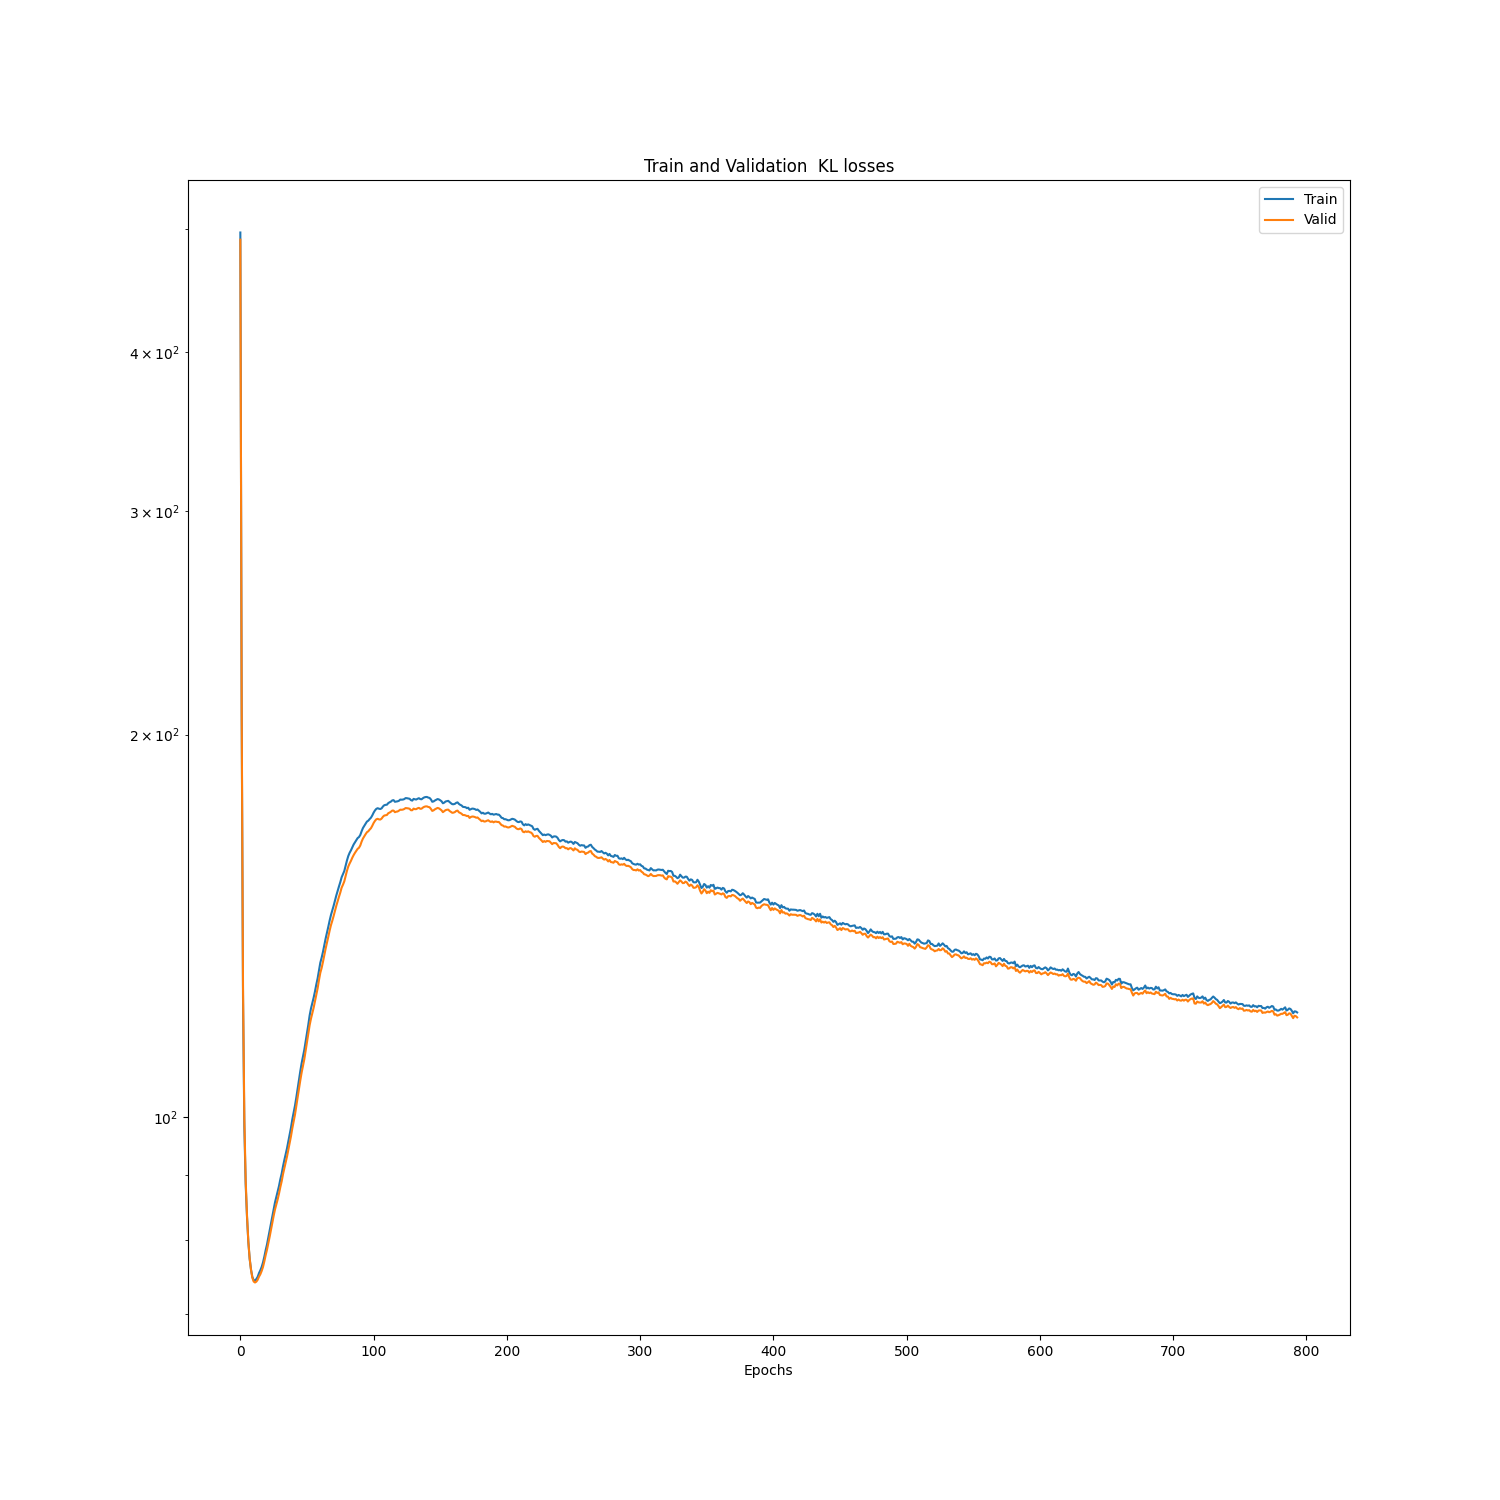 Train and Validation  KL losses
Train
Valid
4 × 10²
3 × 10²
2 × 10²
10²
0 100 200 300 400 500 600 700 800
Epochs